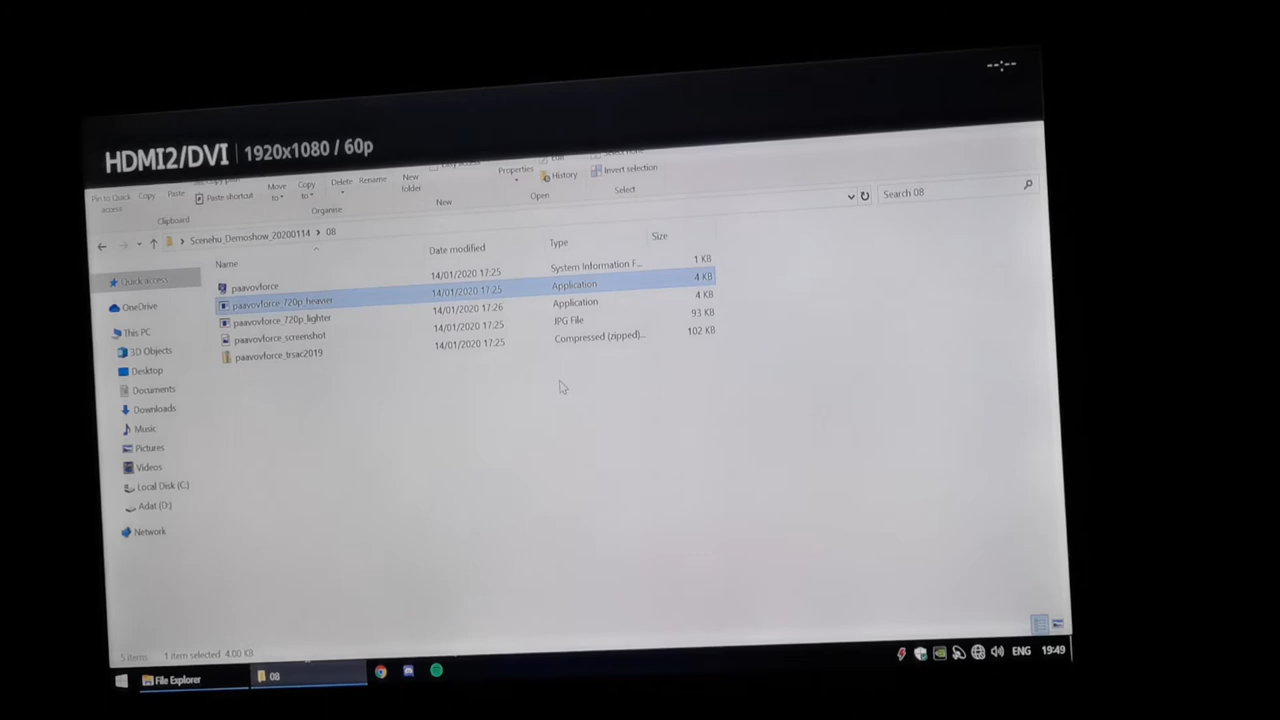 --:--
HDMI2/DVI | 1920x1080 / 60p
Pin to Quick access
Copy
Paste
Paste shortcut
Clipboard
Move to
Copy to
Delete
Rename
Organise
New folder
New
Properties
Open
History
Invert selection
Select
Scenehu_Demoshow_20200114 > 08
Search 08
Name Date modified Type Size
paavovforce 14/01/2020 17:25 System Information F... 1 KB
paavovforce_720p_heavier 14/01/2020 17:25 Application 4 KB
paavovforce_720p_lighter 14/01/2020 17:26 Application 4 KB
paavovforce_screenshot 14/01/2020 17:25 JPG File 93 KB
paavovforce_trsac2019 14/01/2020 17:25 Compressed (zipped)... 102 KB
Quick access
OneDrive
This PC
3D Objects
Desktop
Documents
Downloads
Music
Pictures
Videos
Local Disk (C:)
Adat (D:)
Network
5 items 1 item selected 4.00 KB
File Explorer
08
ENG 19:49